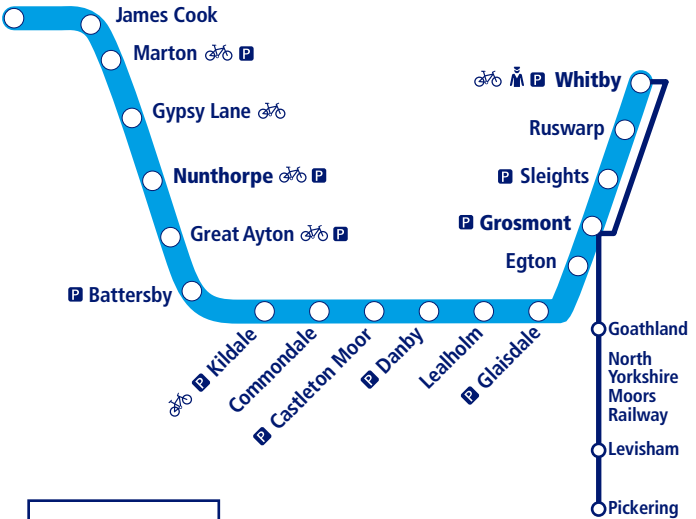 James Cook
Marton P
Gypsy Lane
Nunthorpe P
Great Ayton P
P Battersby
P Kildale
Commondale
P Castleton Moor
P Danby
Lealholm
P Glaisdale
Egton
P Grosmont
P Sleights
Ruswarp
P Whitby
Goathland
North
Yorkshire
Moors
Railway
Levisham
Pickering